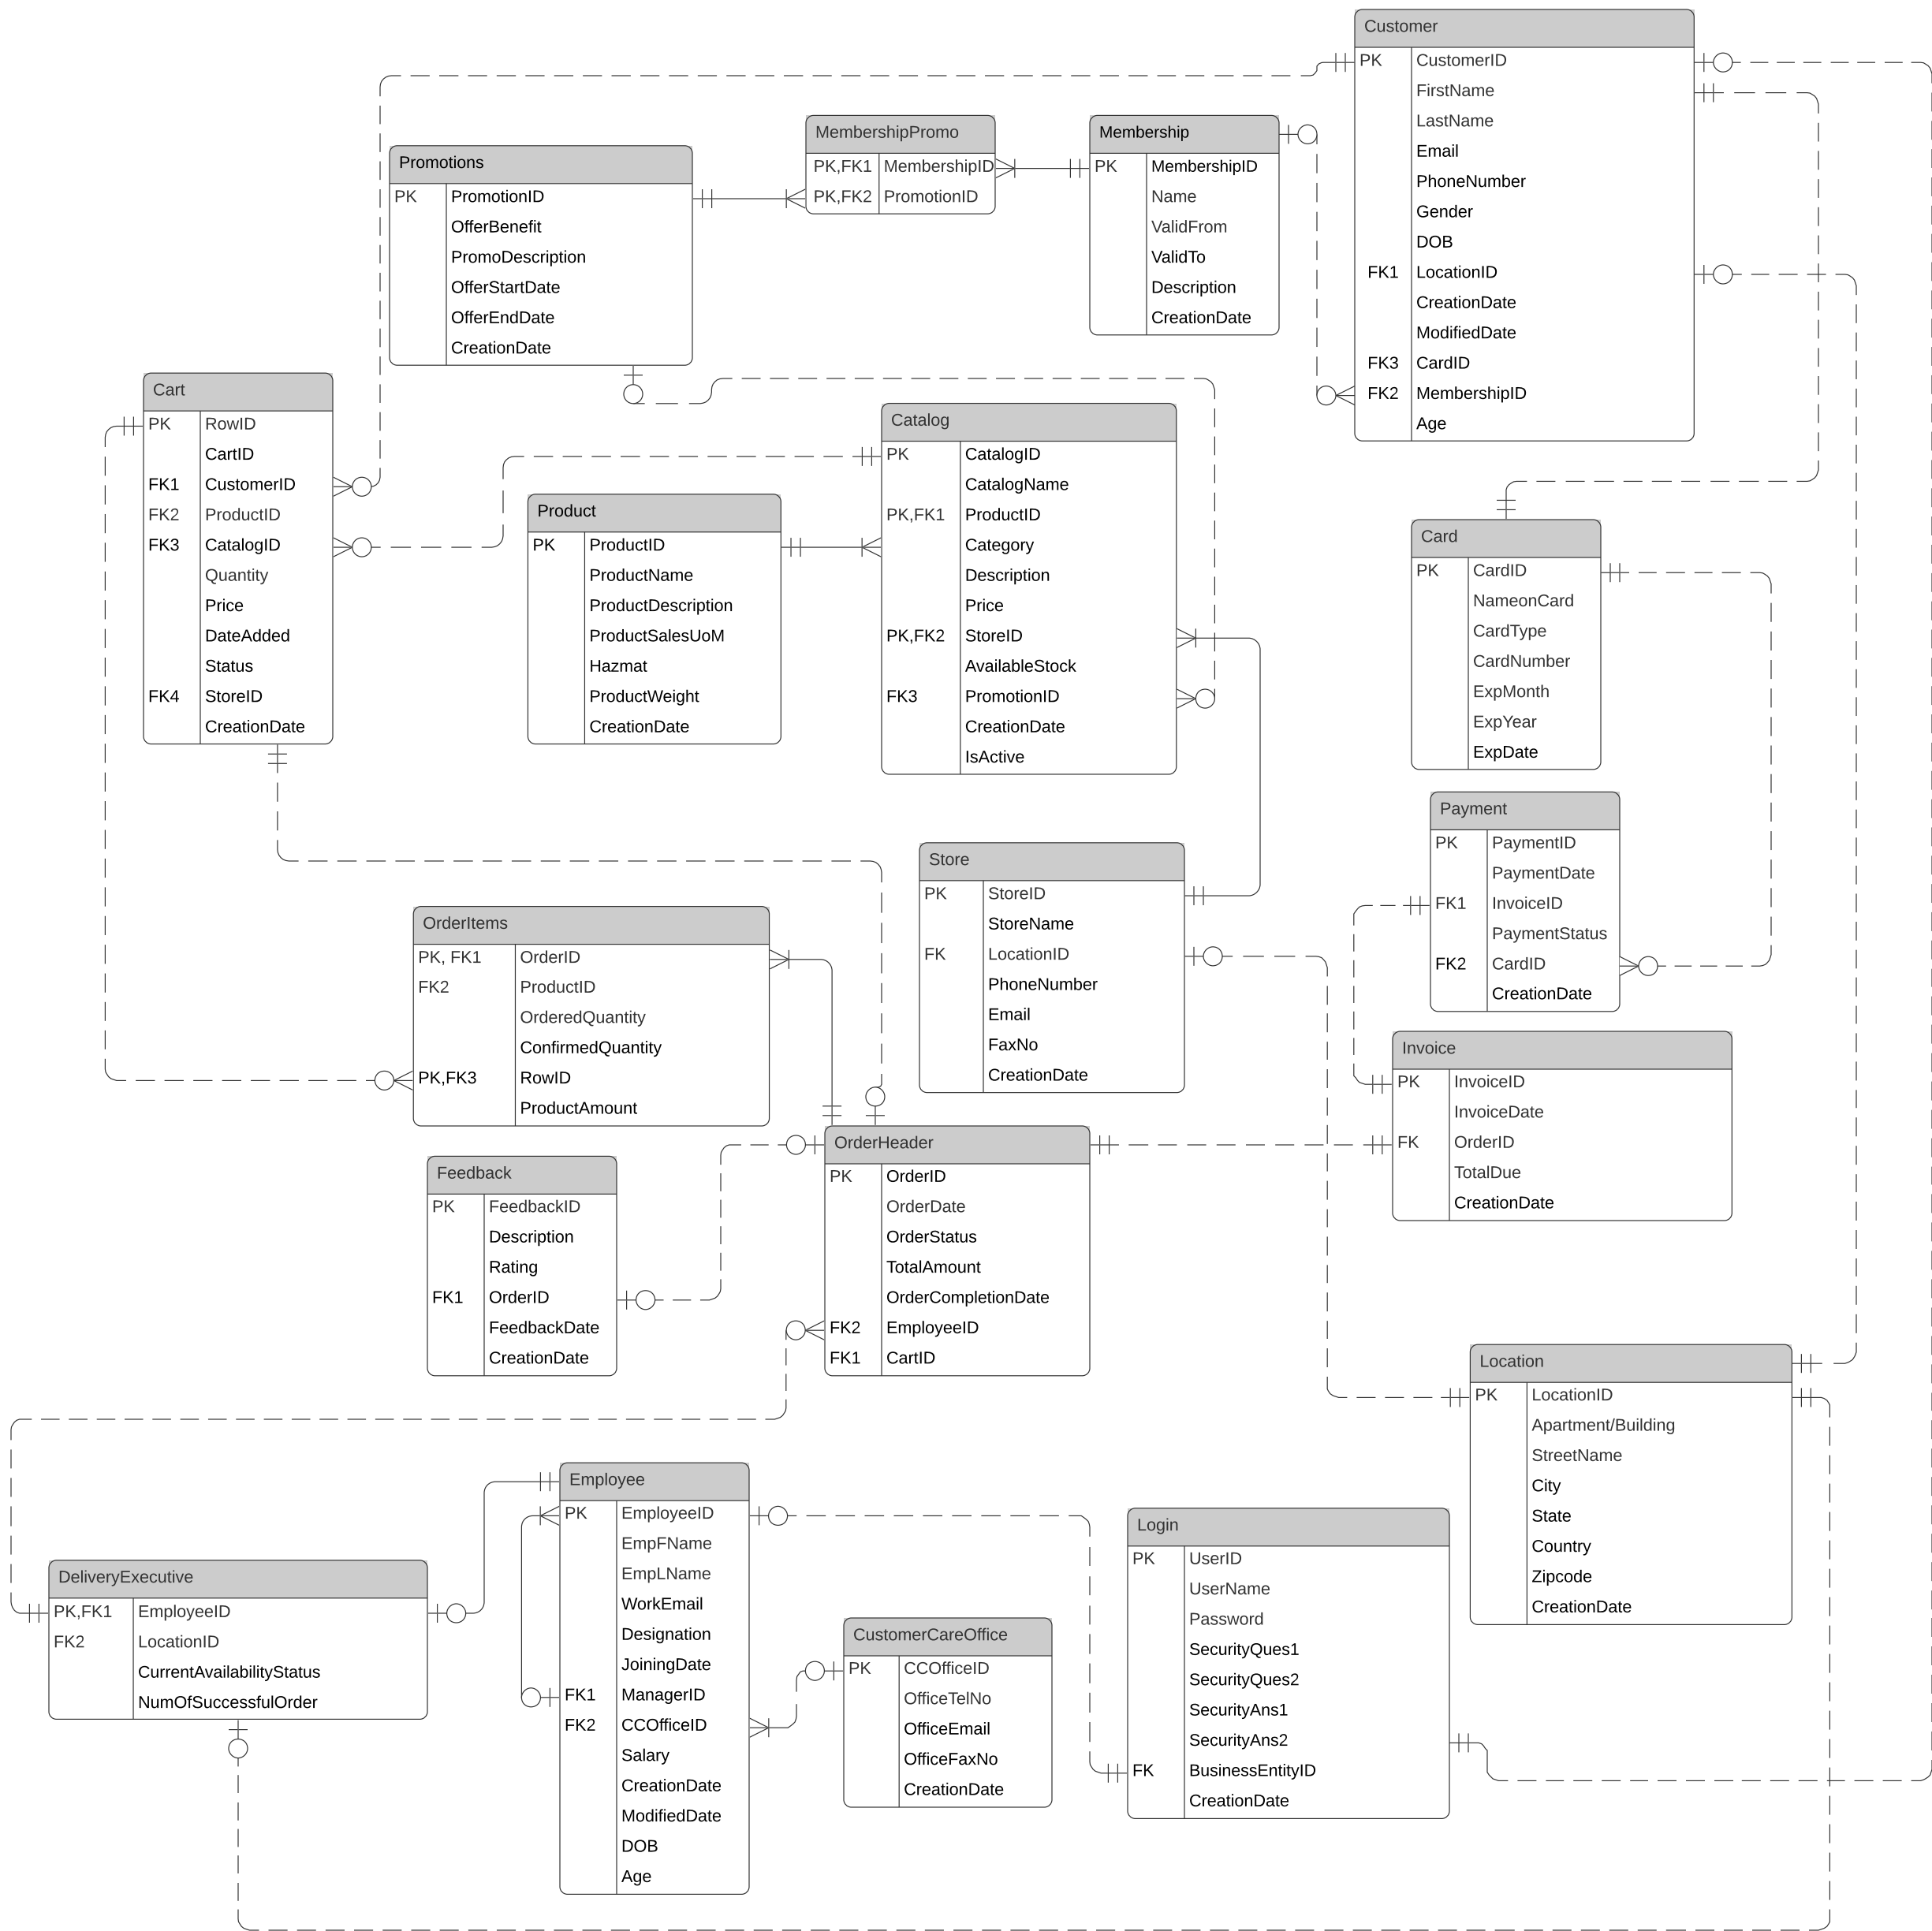 Customer
PK CustomerID
FirstName
LastName
Email
PhoneNumber
Gender
DOB
FK1 LocationID
CreationDate
ModifiedDate
FK3 CardID
FK2 MembershipID
Age
MembershipPromo
PK,FK1 MembershipID
PK,FK2 PromotionID
Membership
PK MembershipID
Name
ValidFrom
ValidTo
Description
CreationDate
Promotions
PK PromotionID
OfferBenefit
PromoDescription
OfferStartDate
OfferEndDate
CreationDate
Cart
PK RowID
CartID
FK1 CustomerID
FK2 ProductID
FK3 CatalogID
Quantity
Price
DateAdded
Status
FK4 StoreID
CreationDate
Catalog
PK CatalogID
CatalogName
PK,FK1 ProductID
Category
Description
Price
PK,FK2 StoreID
AvailableStock
FK3 PromotionID
CreationDate
IsActive
Product
PK ProductID
ProductName
ProductDescription
ProductSalesUoM
Hazmat
ProductWeight
CreationDate
Card
PK CardID
NameonCard
CardType
CardNumber
ExpMonth
ExpYear
ExpDate
Payment
PK PaymentID
PaymentDate
FK1 InvoiceID
PaymentStatus
FK2 CardID
CreationDate
Store
PK StoreID
StoreName
FK LocationID
PhoneNumber
Email
FaxNo
CreationDate
OrderItems
PK, FK1 OrderID
FK2 ProductID
OrderedQuantity
ConfirmedQuantity
PK,FK3 RowID
ProductAmount
Invoice
PK InvoiceID
InvoiceDate
FK OrderID
TotalDue
CreationDate
OrderHeader
PK OrderID
OrderDate
OrderStatus
TotalAmount
OrderCompletionDate
FK2 EmployeeID
FK1 CartID
Feedback
PK FeedbackID
Description
Rating
FK1 OrderID
FeedbackDate
CreationDate
Location
PK LocationID
Apartment/Building
StreetName
City
State
Country
Zipcode
CreationDate
Employee
PK EmployeeID
EmpFName
EmpLName
WorkEmail
Designation
JoiningDate
FK1 ManagerID
FK2 CCOfficeID
Salary
CreationDate
ModifiedDate
DOB
Age
Login
PK UserID
UserName
Password
SecurityQues1
SecurityQues2
SecurityAns1
SecurityAns2
FK BusinessEntityID
CreationDate
DeliveryExecutive
PK,FK1 EmployeeID
FK2 LocationID
CurrentAvailabilityStatus
NumOfSuccessfulOrder
CustomerCareOffice
PK CCOfficeID
OfficeTelNo
OfficeEmail
OfficeFaxNo
CreationDate